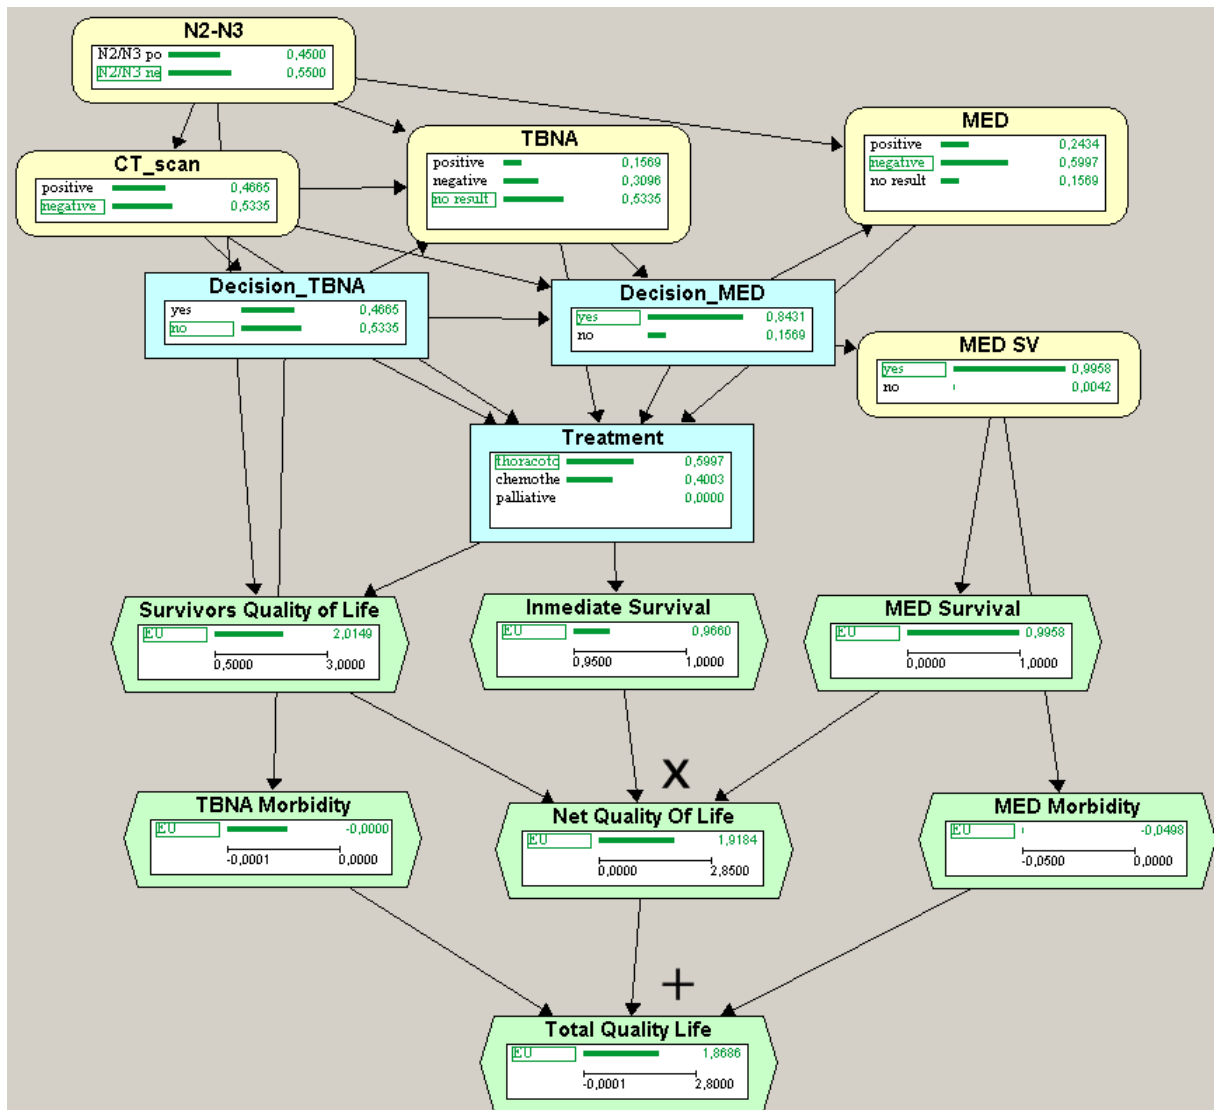 N2-N3
N2/N3 po 0,4500
N2/N3 ne 0,5500
CT_scan
positive 0,4665
negative 0,5335
TBNA
positive 0,1569
negative 0,3096
no result 0,5335
MED
positive 0,2434
negative 0,5997
no result 0,1569
Decision_TBNA
yes 0,4665
no 0,5335
Decision_MED
yes 0,8431
no 0,1569
MED SV
yes 0,9958
no 0,0042
Treatment
thoracoto 0,5997
chemothe 0,4003
palliative 0,0000
Survivors Quality of Life
EU 2,0149
0,5000 3,0000
Inmediate Survival
EU 0,9660
0,9500 1,0000
MED Survival
EU 0,9958
0,0000 1,0000
X
TBNA Morbidity
EU -0,0000
-0,0001 0,0000
Net Quality Of Life
EU 1,9184
0,0000 2,8500
MED Morbidity
EU -0,0498
-0,0500 0,0000
+
Total Quality Life
EU 1,8686
-0,0001 2,8000